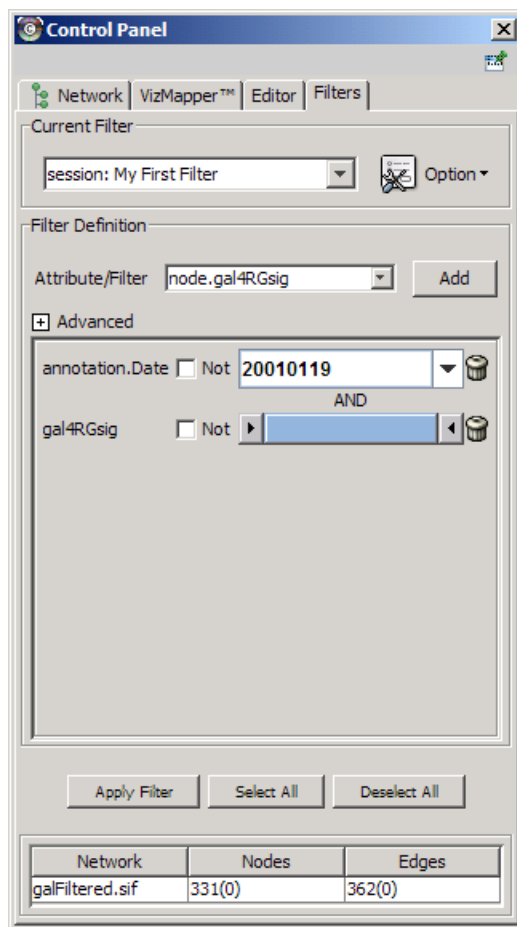 Control Panel
Network VizMapper™ Editor Filters
Current Filter
session: My First Filter Option
Filter Definition
Attribute/Filter node.gal4RGsig Add
Advanced
annotation.Date Not 20010119
AND
gal4RGsig Not
Apply Filter Select All Deselect All
Network Nodes Edges
galFiltered.sif 331(0) 362(0)